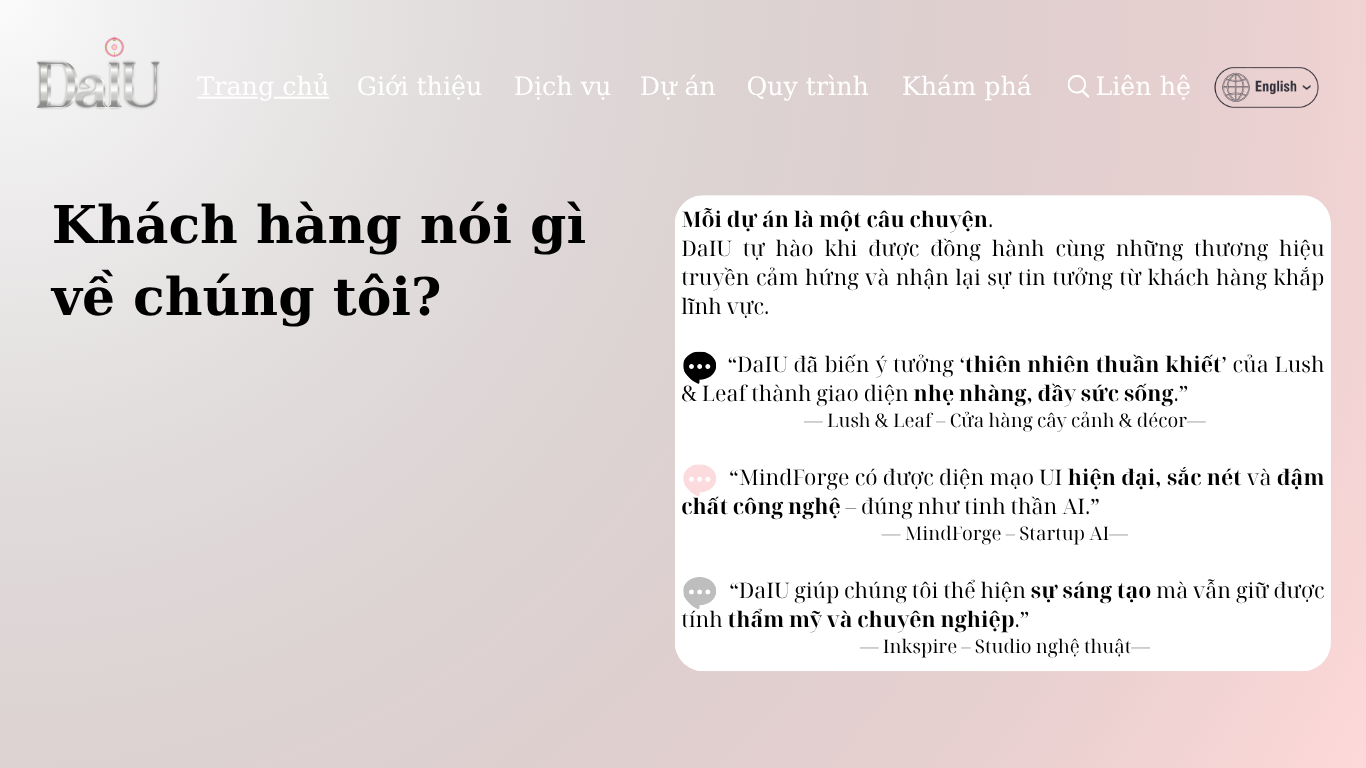 DaIU
Trang chủ Giới thiệu Dịch vụ Dự án Quy trình Khám phá Liên hệ English
Khách hàng nói gì
về chúng tôi?
Mỗi dự án là một câu chuyện.
DaIU tự hào khi được đồng hành cùng những thương hiệu
truyền cảm hứng và nhận lại sự tin tưởng từ khách hàng khắp
lĩnh vực.
“DaIU đã biến ý tưởng ‘thiên nhiên thuần khiết’ của Lush
& Leaf thành giao diện nhẹ nhàng, đầy sức sống.”
— Lush & Leaf – Cửa hàng cây cảnh & décor—
“MindForge có được diện mạo UI hiện đại, sắc nét và đậm
chất công nghệ – đúng như tinh thần AI.”
— MindForge – Startup AI—
“DaIU giúp chúng tôi thể hiện sự sáng tạo mà vẫn giữ được
tính thẩm mỹ và chuyên nghiệp.”
— Inkspire – Studio nghệ thuật—